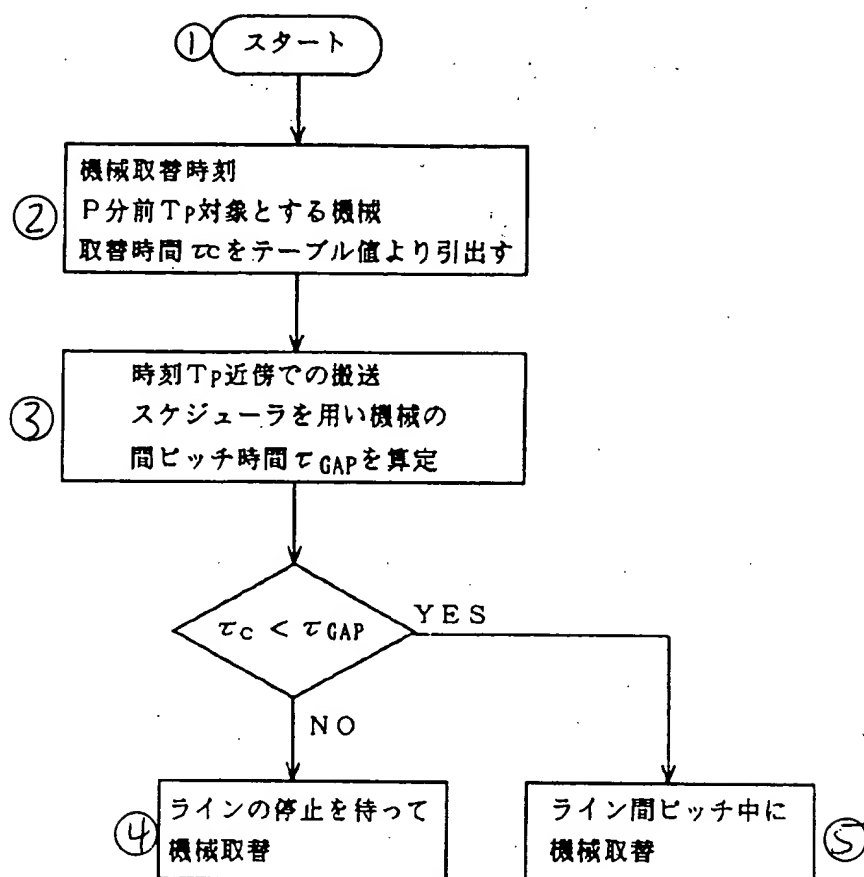 ① スタート
機械取替時刻
② P分前Tp対象とする機械
取替時間τcをテーブル値より引出す
時刻Tp近傍での搬送
③ スケジューラを用い機械の
間ピッチ時間τGAPを算定
τc < τGAP
YES
NO
④ ラインの停止を待って
機械取替
ライン間ピッチ中に
機械取替 ⑤